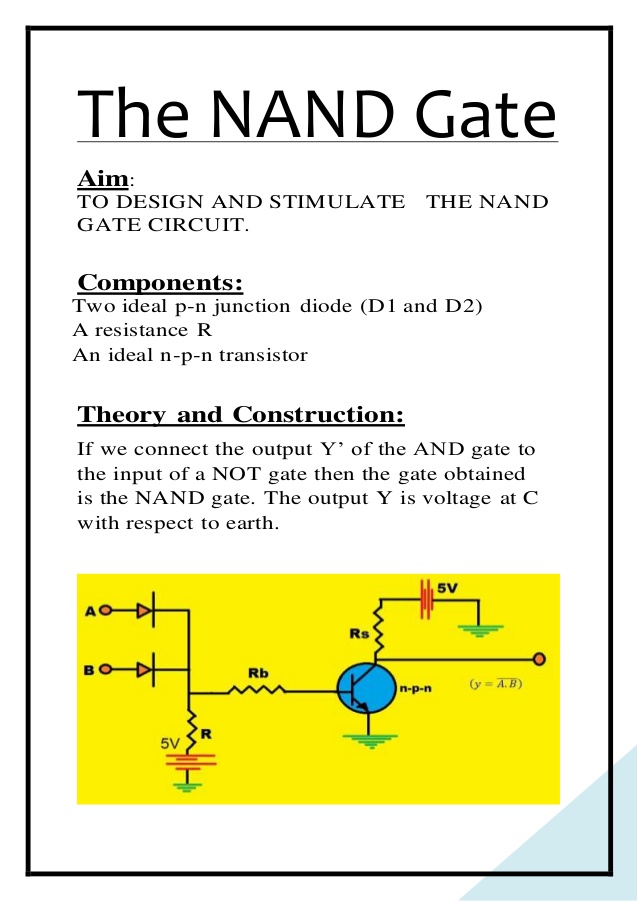 The NAND Gate
Aim:
TO DESIGN AND STIMULATE THE NAND
GATE CIRCUIT.
Components:
Two ideal p-n junction diode (D1 and D2)
A resistance R
An ideal n-p-n transistor
Theory and Construction:
If we connect the output Y’ of the AND gate to
the input of a NOT gate then the gate obtained
is the NAND gate. The output Y is voltage at C
with respect to earth.
5V
A
Rs
B
Rb
n-p-n
(y = \overline{A.B})
R
5V